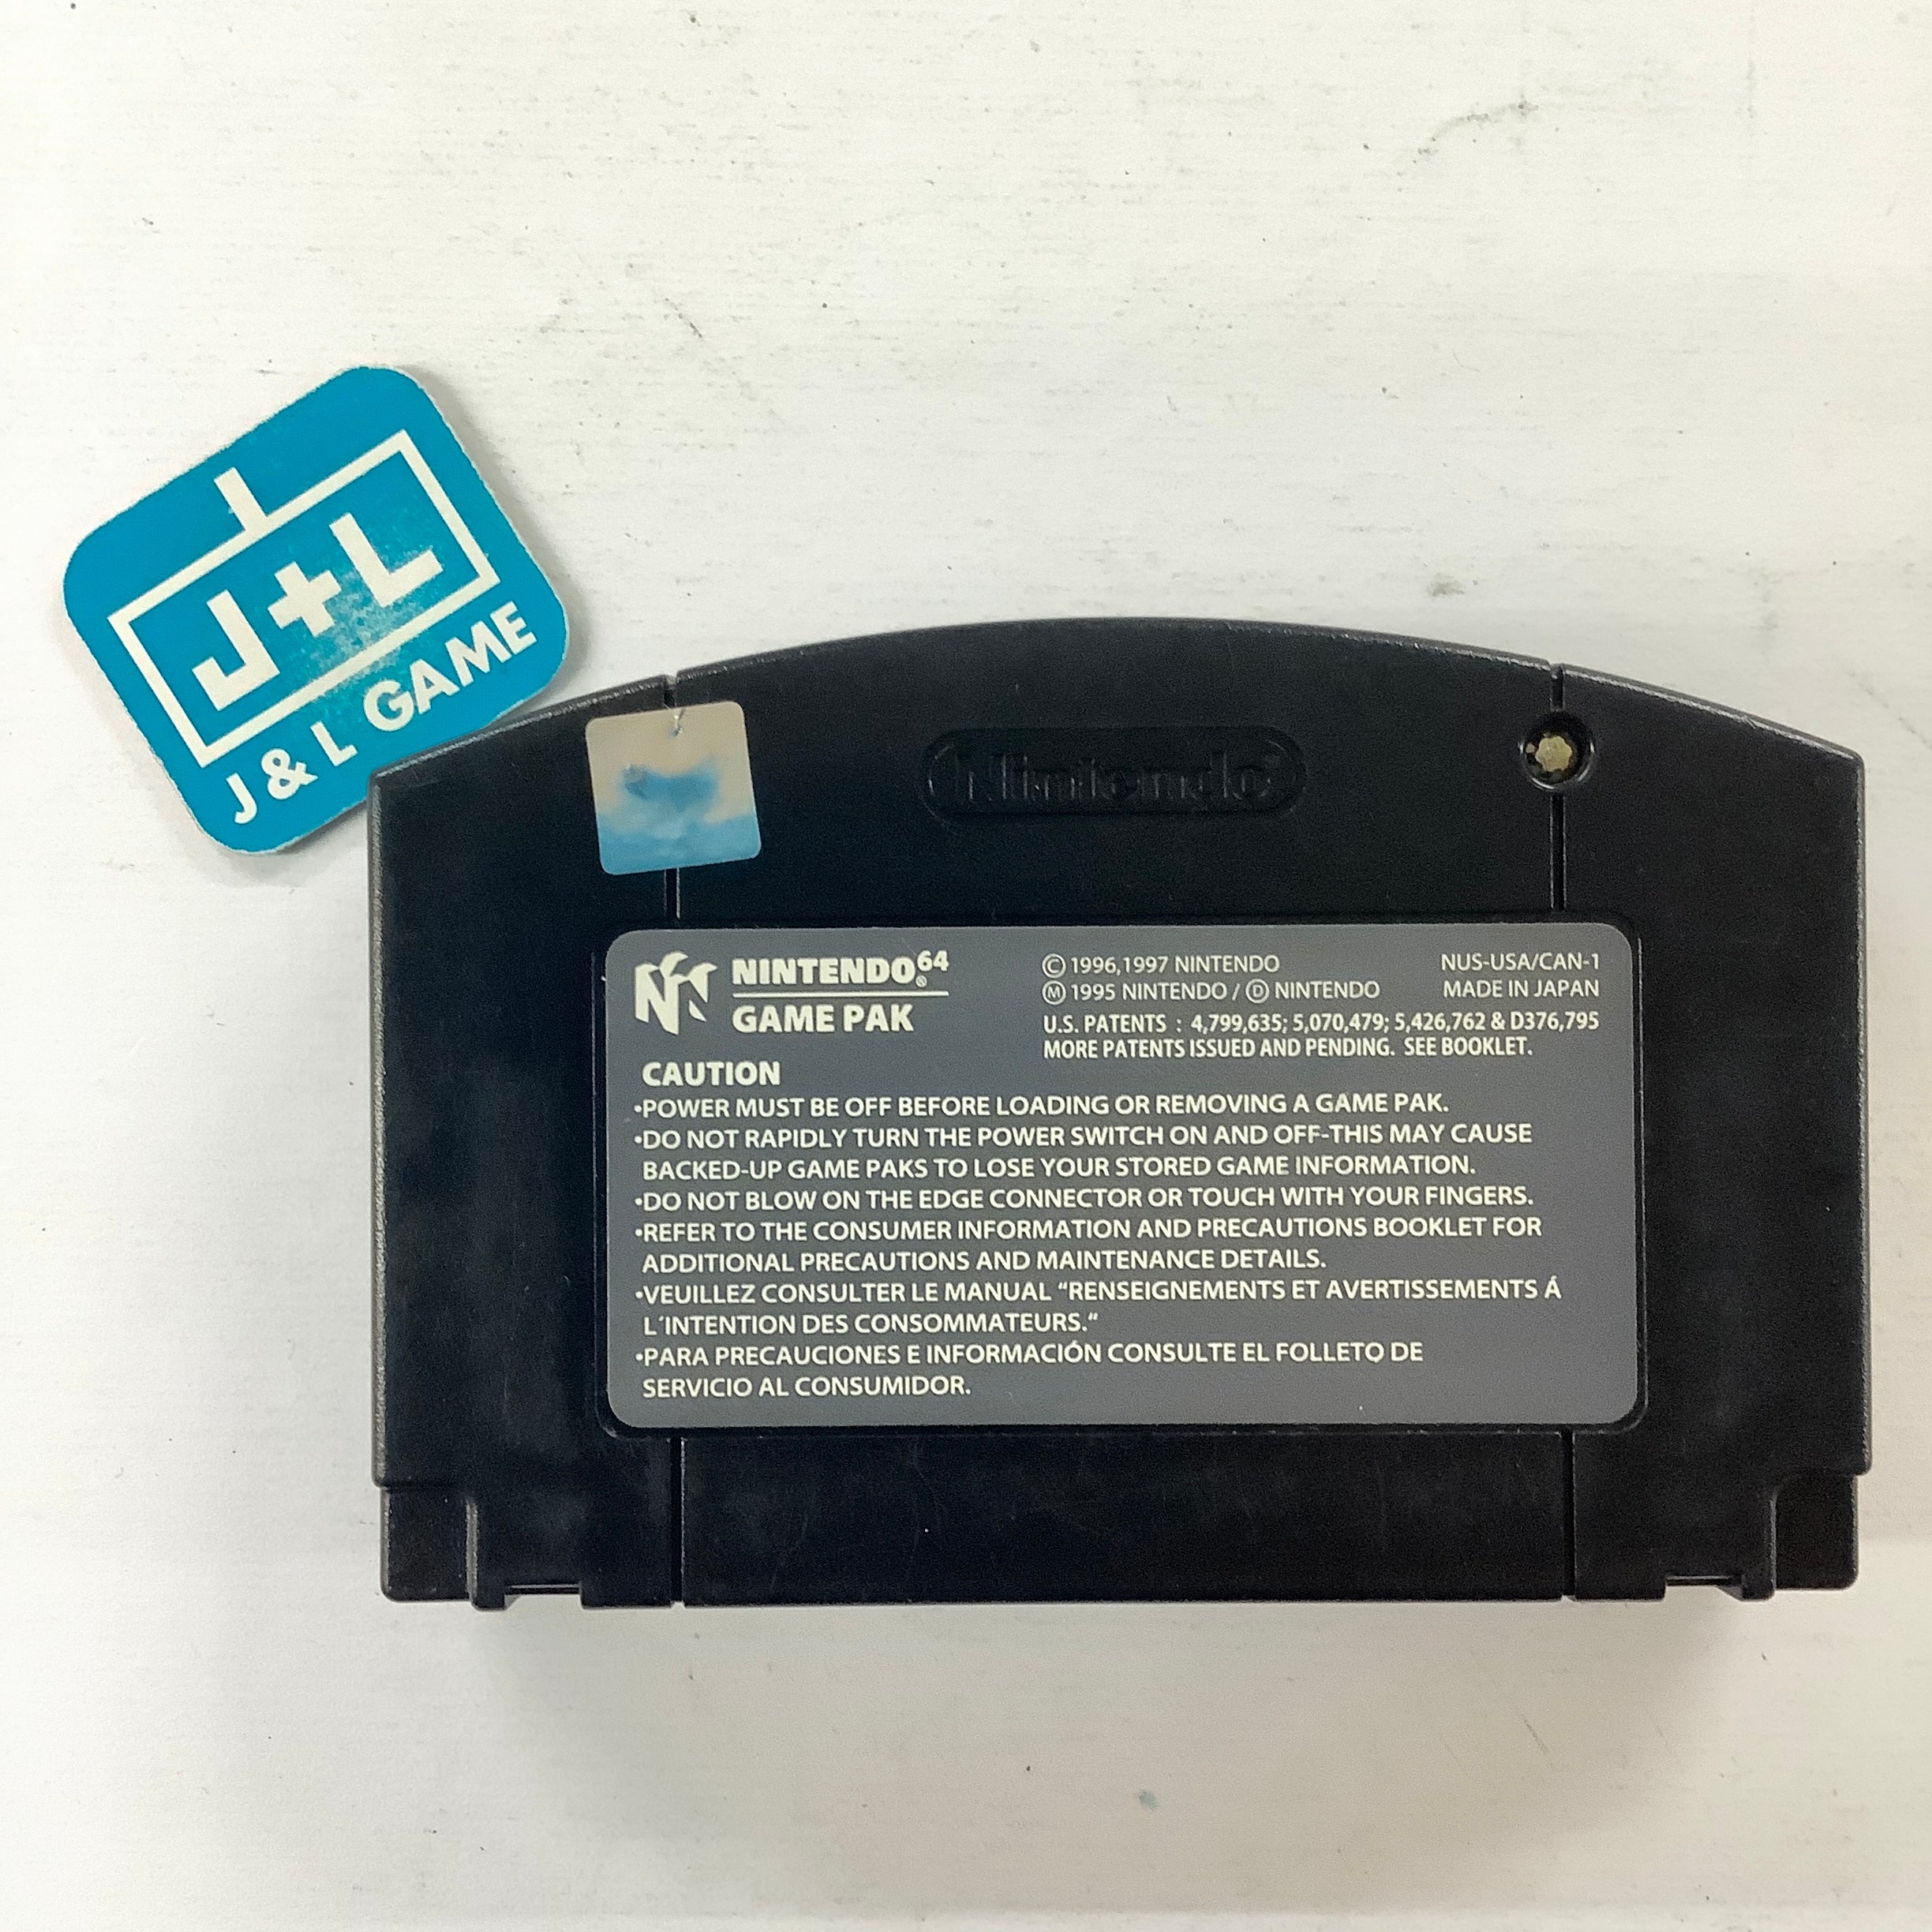 J+L
J & L GAME
Nintendo
NINTENDO64®
GAME PAK
© 1996,1997 NINTENDO
Ⓜ 1995 NINTENDO / Ⓓ NINTENDO
NUS-USA/CAN-1
MADE IN JAPAN
U.S. PATENTS : 4,799,635; 5,070,479; 5,426,762 & D376,795
MORE PATENTS ISSUED AND PENDING. SEE BOOKLET.
CAUTION
•POWER MUST BE OFF BEFORE LOADING OR REMOVING A GAME PAK.
•DO NOT RAPIDLY TURN THE POWER SWITCH ON AND OFF-THIS MAY CAUSE
BACKED-UP GAME PAKS TO LOSE YOUR STORED GAME INFORMATION.
•DO NOT BLOW ON THE EDGE CONNECTOR OR TOUCH WITH YOUR FINGERS.
•REFER TO THE CONSUMER INFORMATION AND PRECAUTIONS BOOKLET FOR
ADDITIONAL PRECAUTIONS AND MAINTENANCE DETAILS.
•VEUILLEZ CONSULTER LE MANUAL “RENSEIGNEMENTS ET AVERTISSEMENTS Á
L´INTENTION DES CONSOMMATEURS.“
•PARA PRECAUCIONES E INFORMACIÓN CONSULTE EL FOLLETO DE
SERVICIO AL CONSUMIDOR.